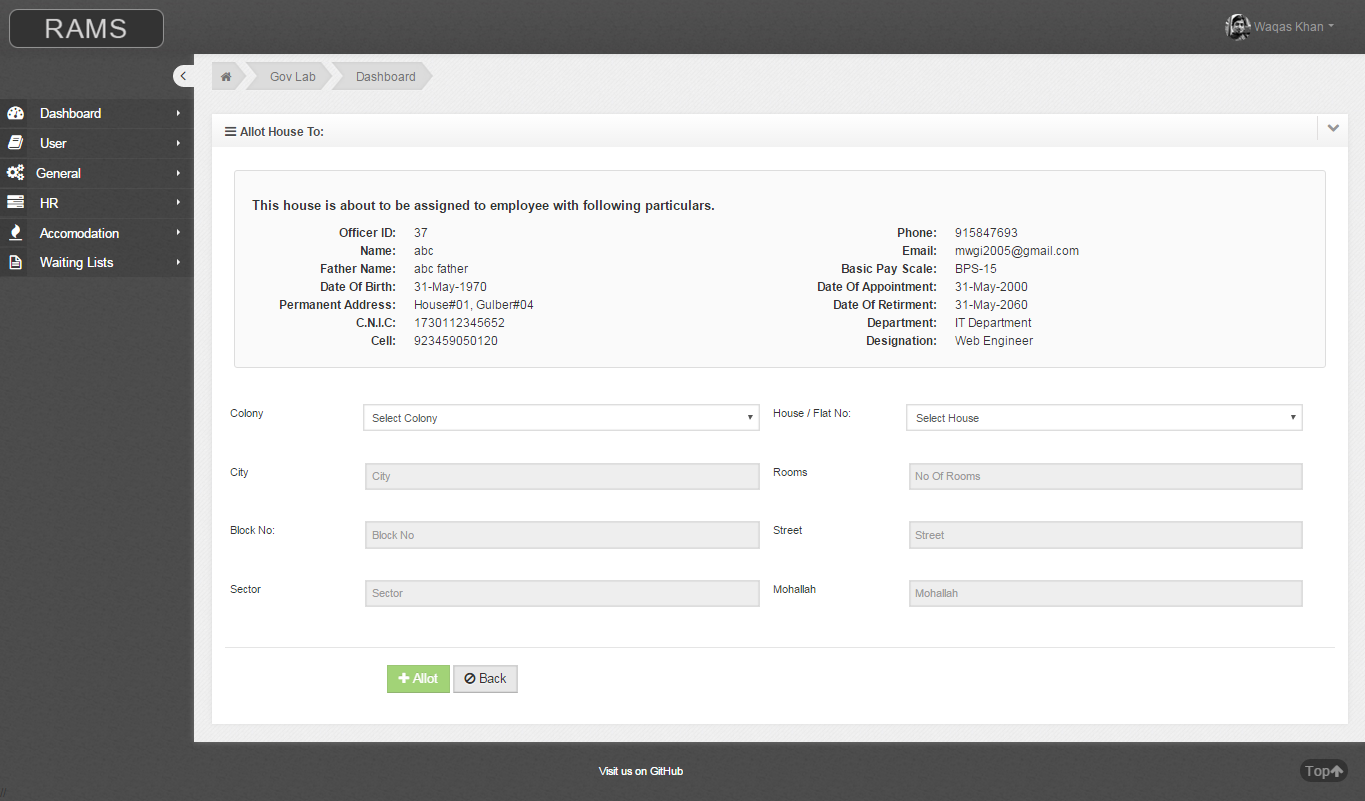 RAMS
Waqas Khan
Gov Lab
Dashboard
Dashboard
User
General
HR
Accomodation
Waiting Lists
Allot House To:
This house is about to be assigned to employee with following particulars.
Officer ID: 37
Name: abc
Father Name: abc father
Date Of Birth: 31-May-1970
Permanent Address: House#01, Gulber#04
C.N.I.C: 1730112345652
Cell: 923459050120
Phone: 915847693
Email: mwgi2005@gmail.com
Basic Pay Scale: BPS-15
Date Of Appointment: 31-May-2000
Date Of Retirment: 31-May-2060
Department: IT Department
Designation: Web Engineer
Colony Select Colony House / Flat No: Select House
City City Rooms No Of Rooms
Block No: Block No Street Street
Sector Sector Mohallah Mohallah
Allot Back
Visit us on GitHub
Top
//